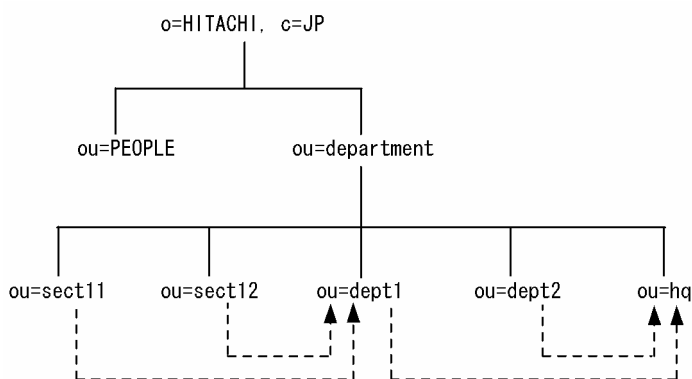 o=HITACHI, c=JP
ou=PEOPLE
ou=department
ou=sect11
ou=sect12
ou=dept1
ou=dept2
ou=hq